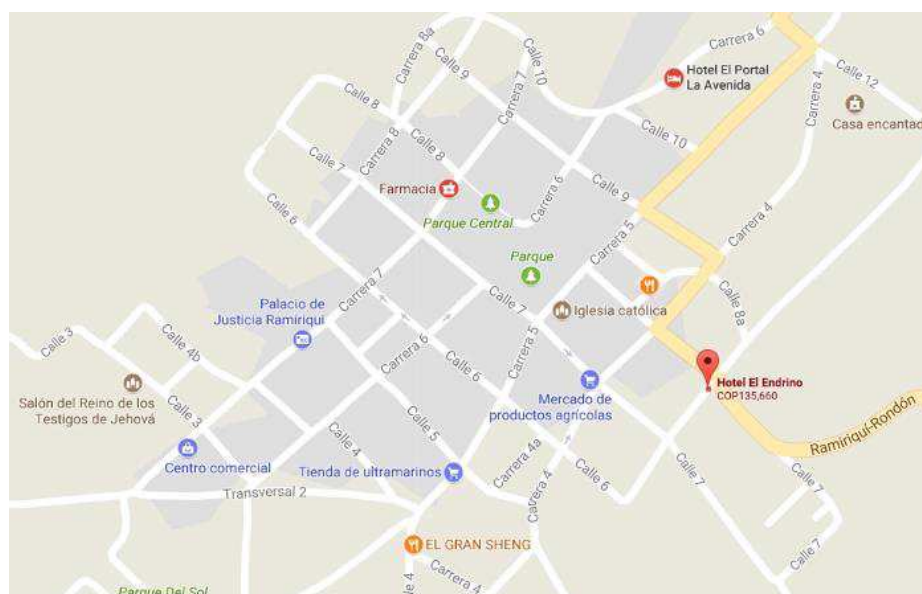 Carrera 6
Calle 10
Carrera 8a
Calle 9
Hotel El Portal
La Avenida
Carrera 7
Carrera 4
Calle 12
Calle 8
Casa encantad
Carrera 8
Calle 8
Calle 10
Calle 7
Farmacia
Carrera 6
Calle 9
Calle 6
Parque Central
Carrera 5
Carrera 4
Parque
Carrera 7
Palacio de
Justicia Ramiriquí
Calle 7
Iglesia católica
Calle 8a
Calle 3
Calle 4b
Carrera 6
Calle 6
Carrera 5
Hotel El Endrino
COP135,660
Salón del Reino de los
Testigos de Jehová
Calle 3
Mercado de
productos agrícolas
Calle 5
Carrera 4a
Ramiriquí-Rondón
Centro comercial
Calle 4
Tienda de ultramarinos
Calle 6
Calle 7
Calle 7
Transversal 2
Carrera 4
Calle 7
EL GRAN SHENG
Carrera 4
Parque Del Sol